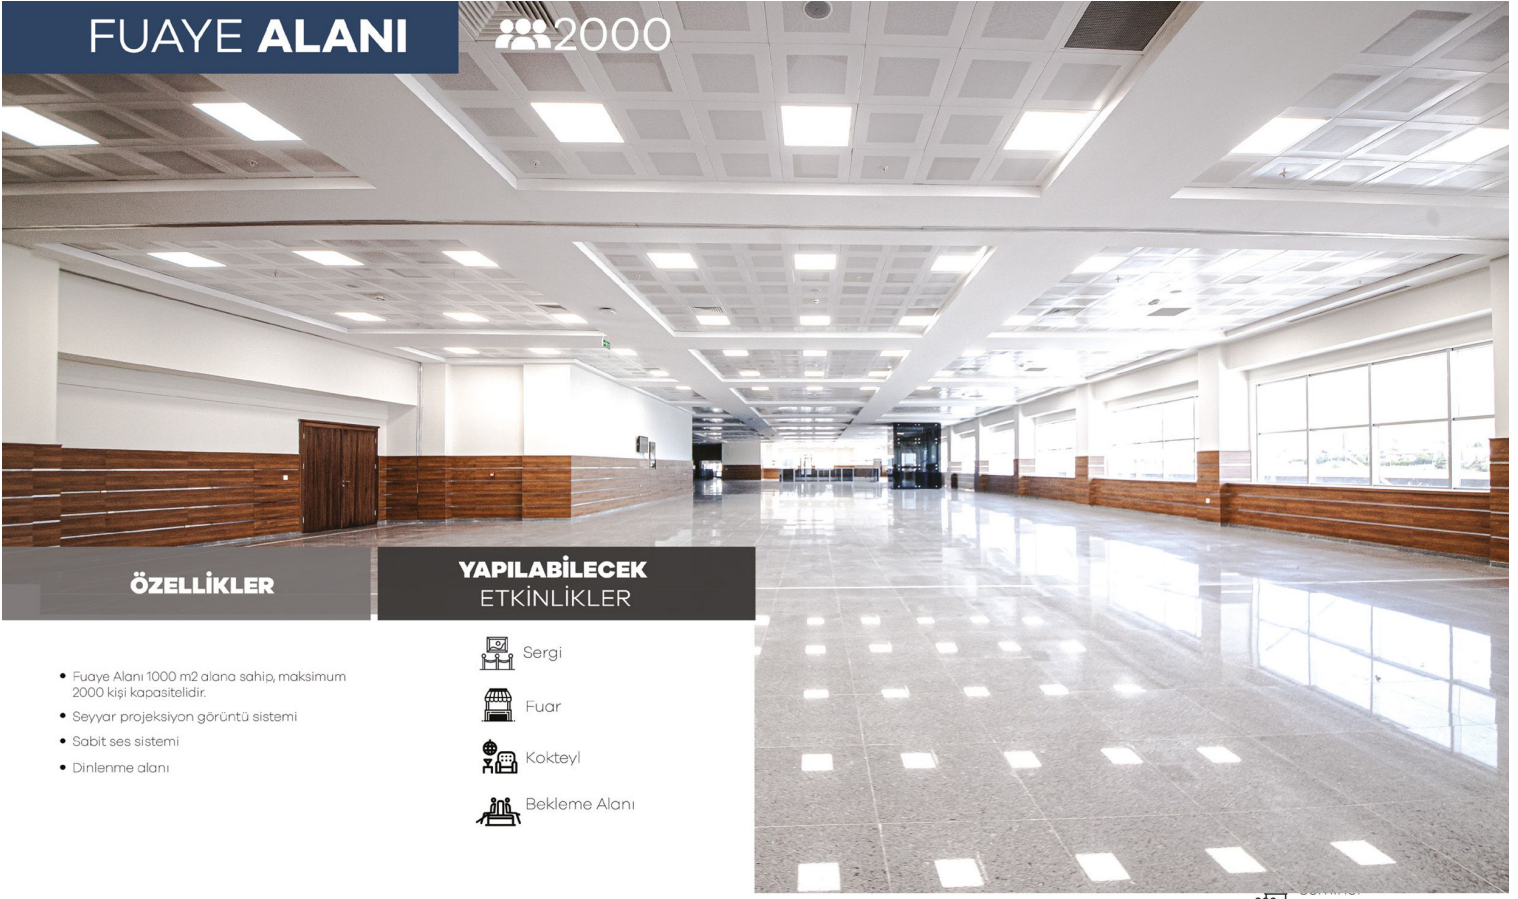 FUAYE ALANI
2000
ÖZELLİKLER
YAPILABİLECEK
ETKİNLİKLER
• Fuaye Alanı 1000 m2 alana sahip, maksimum
2000 kişi kapasitelidir.
• Seyyar projeksiyon görüntü sistemi
• Sabit ses sistemi
• Dinlenme alanı
Sergi
Fuar
Kokteyl
Bekleme Alanı